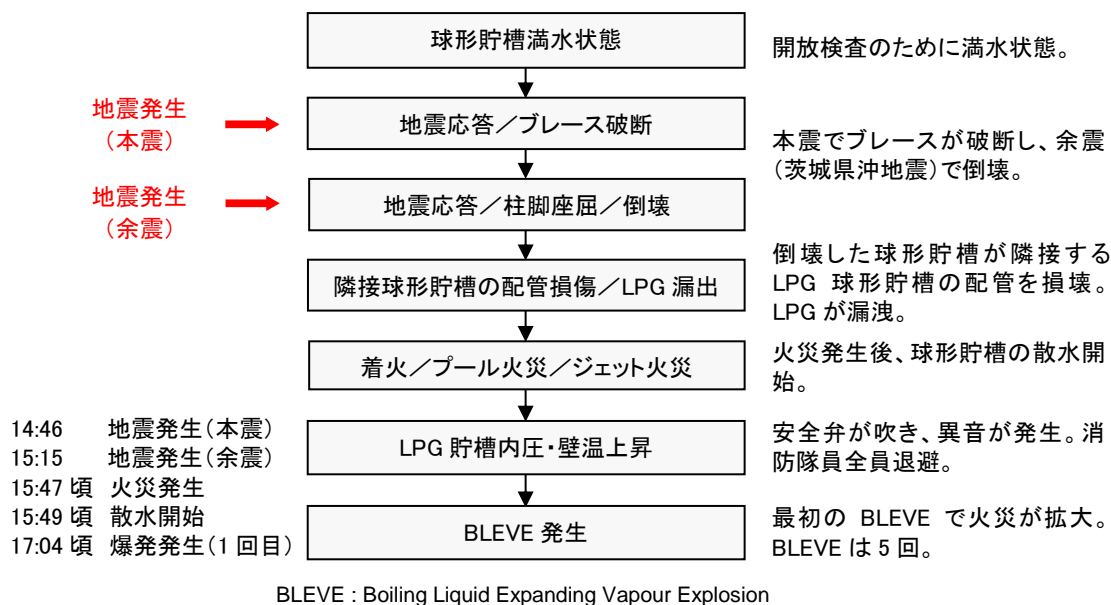 球形貯槽満水状態
開放検査のために満水状態。
地震発生
(本震)
地震応答／ブレース破断
本震でブレースが破断し、余震
(茨城県沖地震)で倒壊。
地震発生
(余震)
地震応答／柱脚座屈／倒壊
隣接球形貯槽の配管損傷／LPG 漏出
倒壊した球形貯槽が隣接する
LPG 球形貯槽の配管を損壊。
LPG が漏洩。
着火／プール火災／ジェット火災
火災発生後、球形貯槽の散水開
始。
14:46 地震発生(本震)
15:15 地震発生(余震)
15:47 頃 火災発生
15:49 頃 散水開始
17:04 頃 爆発発生(1 回目)
LPG 貯槽内圧・壁温上昇
安全弁が吹き、異音が発生。消
防隊員全員退避。
BLEVE 発生
最初の BLEVE で火災が拡大。
BLEVE は 5 回。
BLEVE : Boiling Liquid Expanding Vapour Explosion